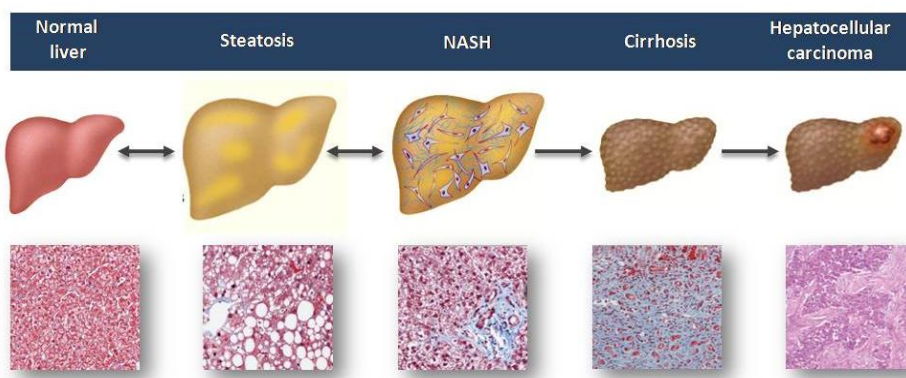 Normal
liver
Steatosis
NASH
Cirrhosis
Hepatocellular
carcinoma